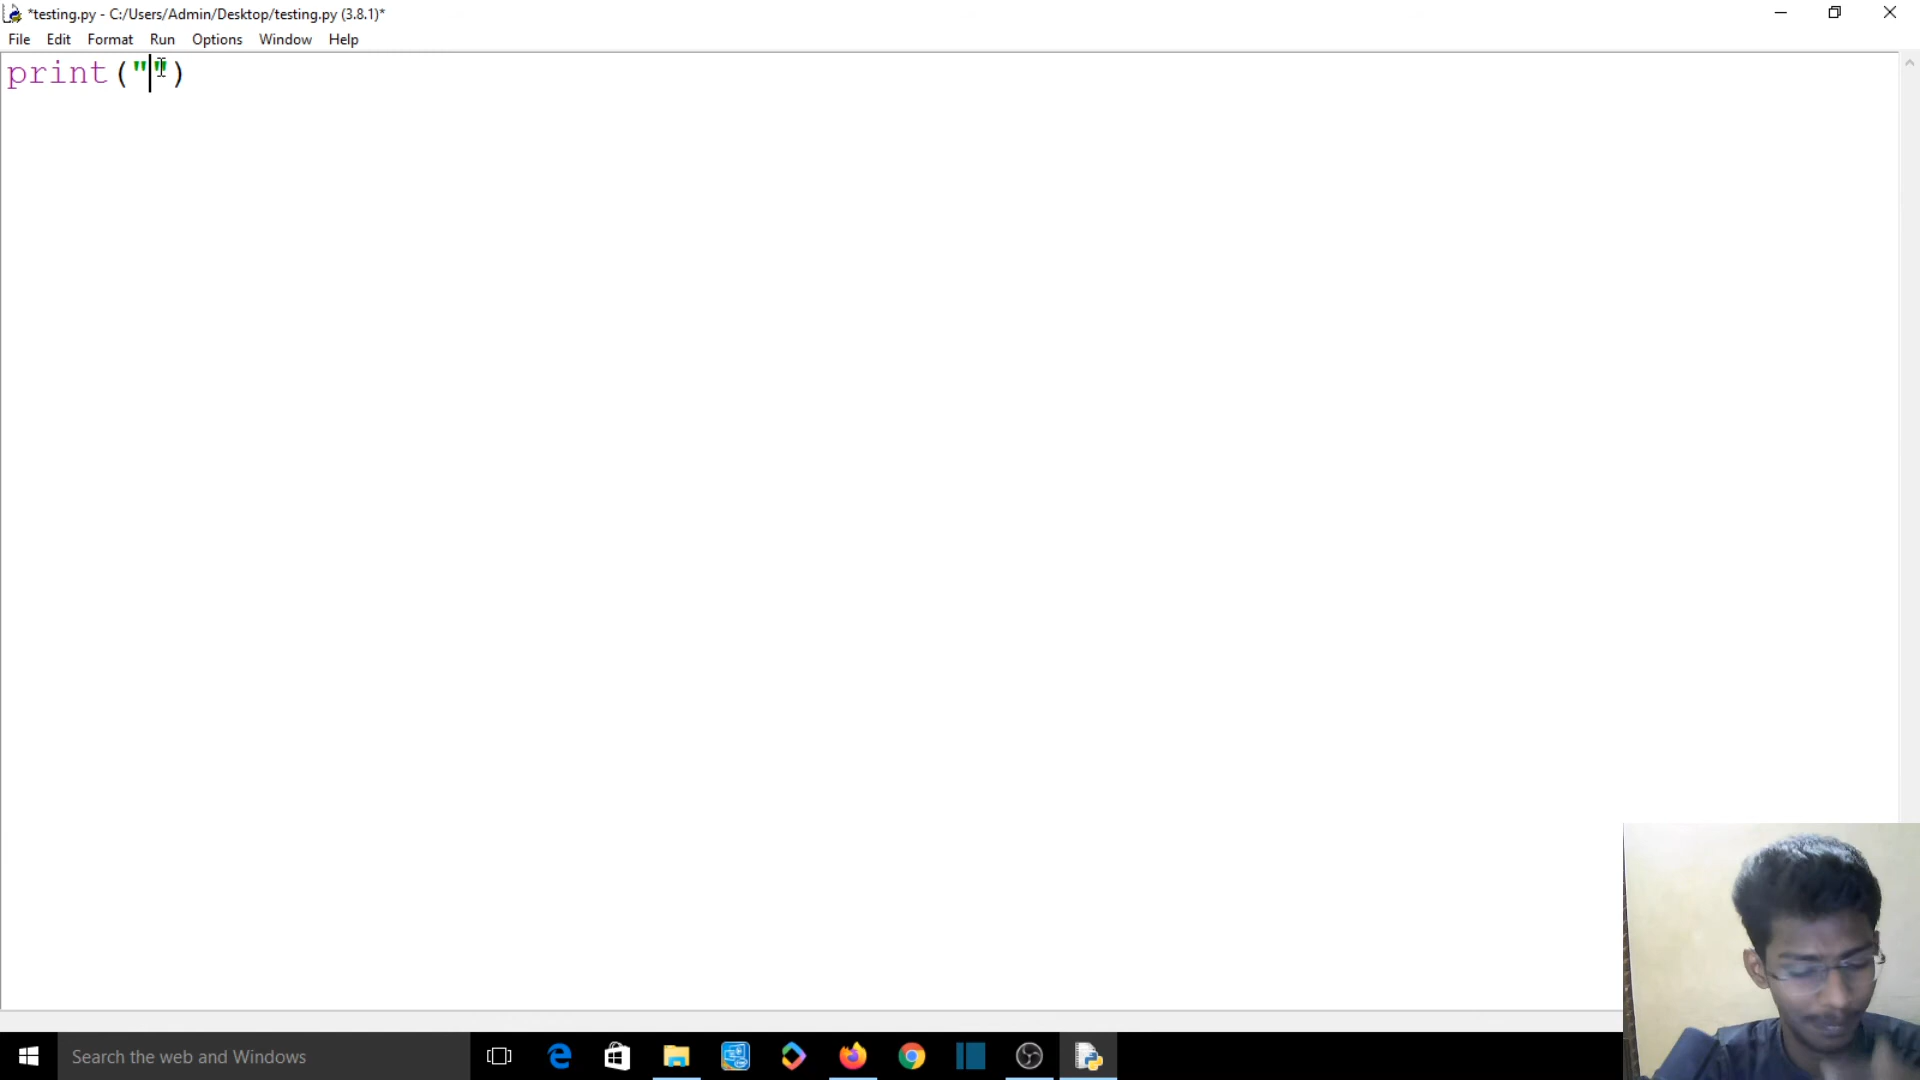 *testing.py - C:/Users/Admin/Desktop/testing.py (3.8.1)*
File Edit Format Run Options Window Help
print("")
Search the web and Windows